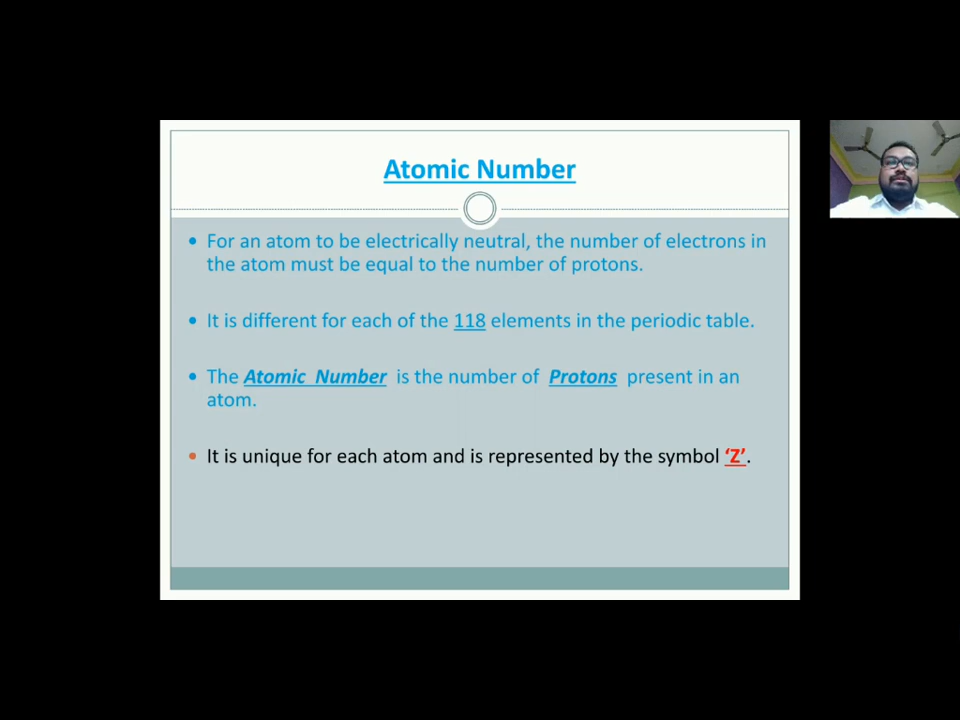 Atomic Number
• For an atom to be electrically neutral, the number of electrons in
the atom must be equal to the number of protons.
• It is different for each of the 118 elements in the periodic table.
• The Atomic Number is the number of Protons present in an
atom.
• It is unique for each atom and is represented by the symbol ‘Z’.